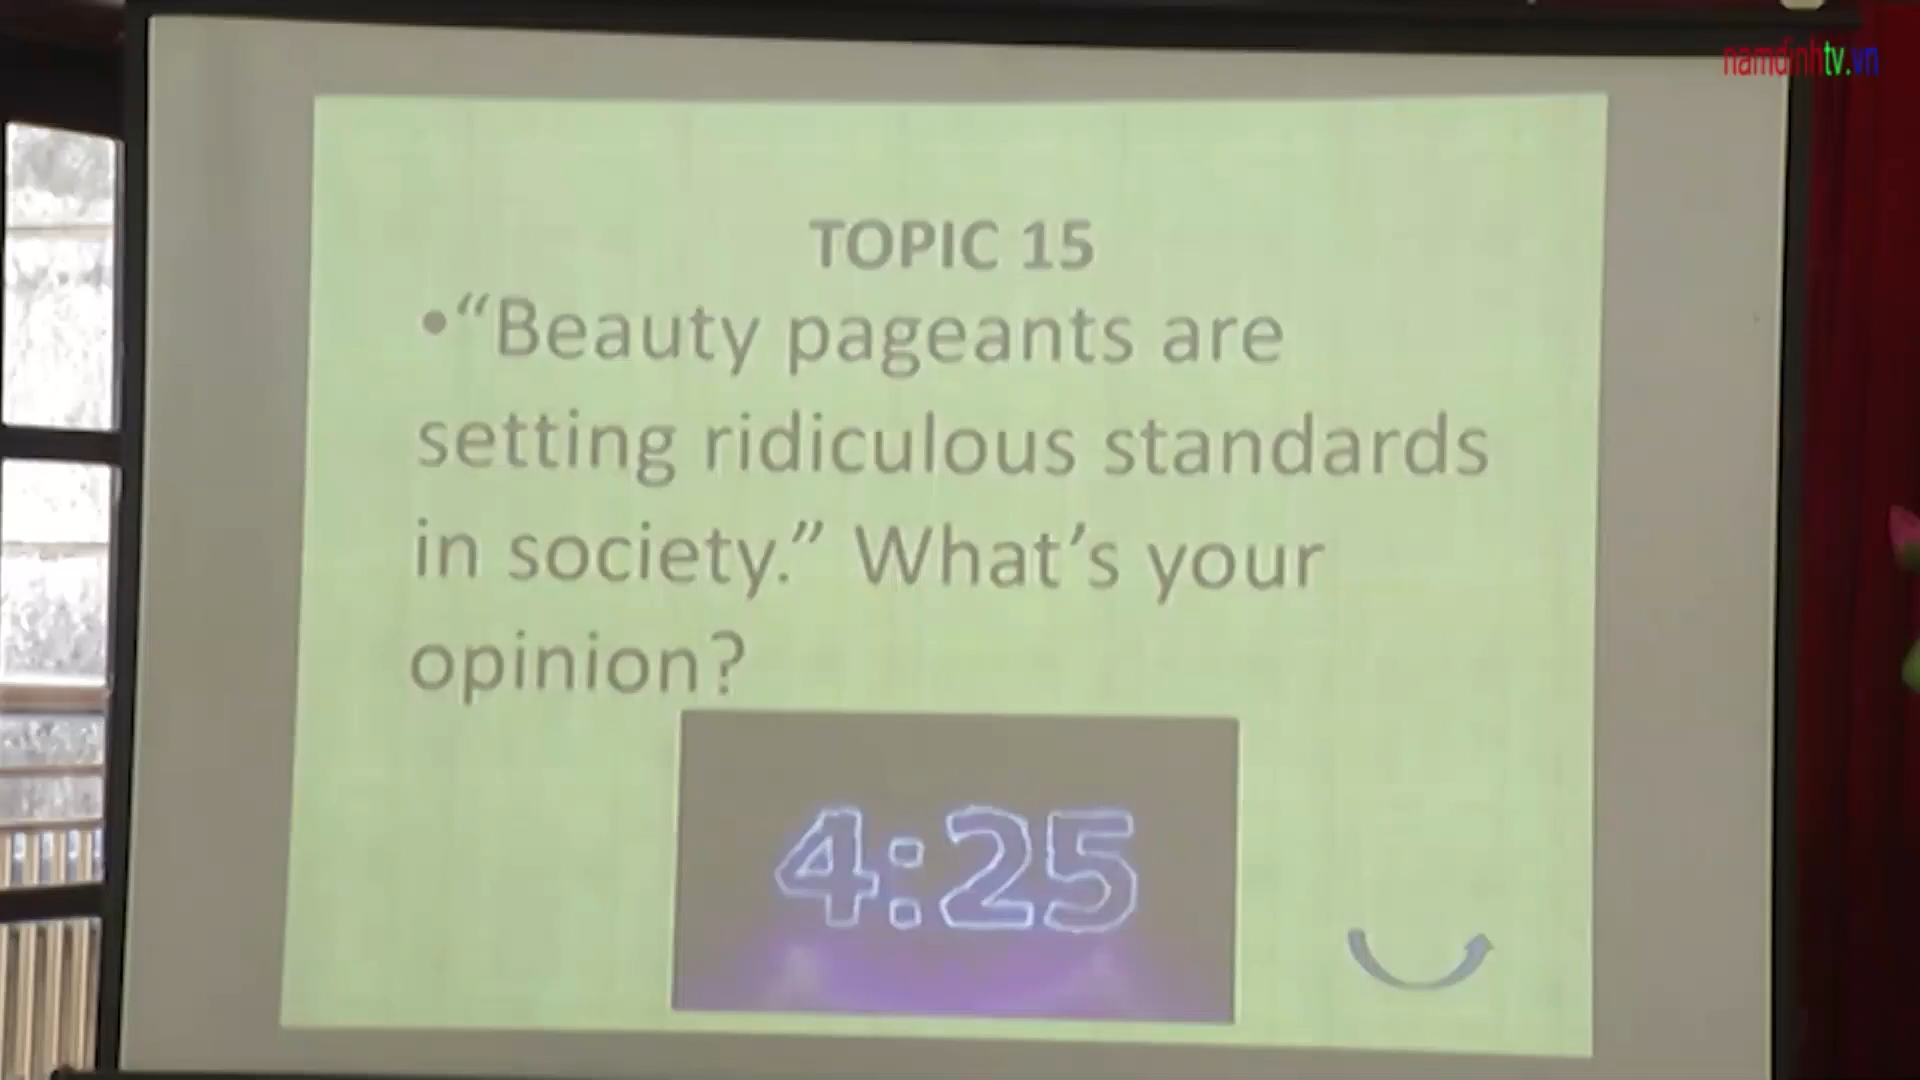 namdinhtv.vn
TOPIC 15
•“Beauty pageants are
setting ridiculous standards
in society.” What’s your
opinion?
4:25